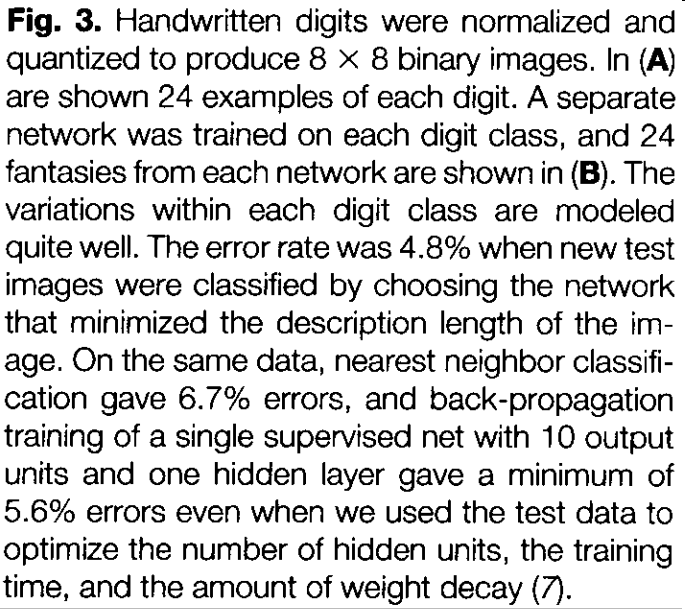 Fig. 3. Handwritten digits were normalized and
quantized to produce 8 × 8 binary images. In (A)
are shown 24 examples of each digit. A separate
network was trained on each digit class, and 24
fantasies from each network are shown in (B). The
variations within each digit class are modeled
quite well. The error rate was 4.8% when new test
images were classified by choosing the network
that minimized the description length of the im-
age. On the same data, nearest neighbor classifi-
cation gave 6.7% errors, and back-propagation
training of a single supervised net with 10 output
units and one hidden layer gave a minimum of
5.6% errors even when we used the test data to
optimize the number of hidden units, the training
time, and the amount of weight decay (7).